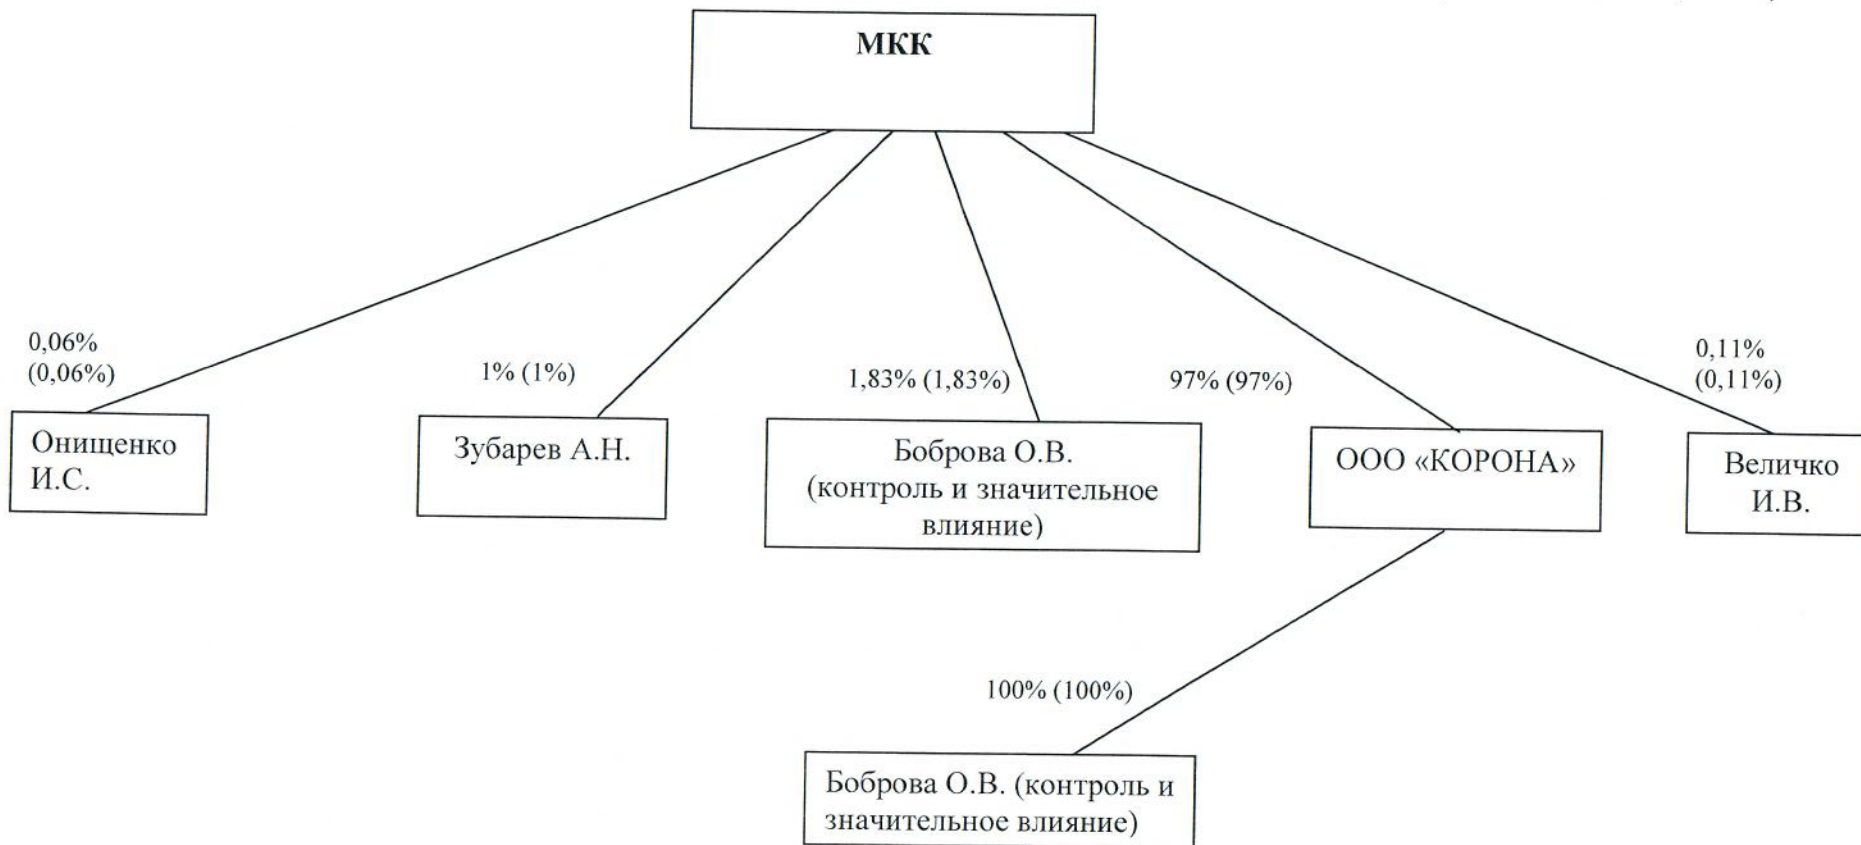 МКК
0,06%
(0,06%)
1% (1%)
1,83% (1,83%)
97% (97%)
0,11%
(0,11%)
Онищенко
И.С.
Зубарев А.Н.
Боброва О.В.
(контроль и значительное
влияние)
ООО «КОРОНА»
Величко
И.В.
100% (100%)
Боброва О.В. (контроль и
значительное влияние)